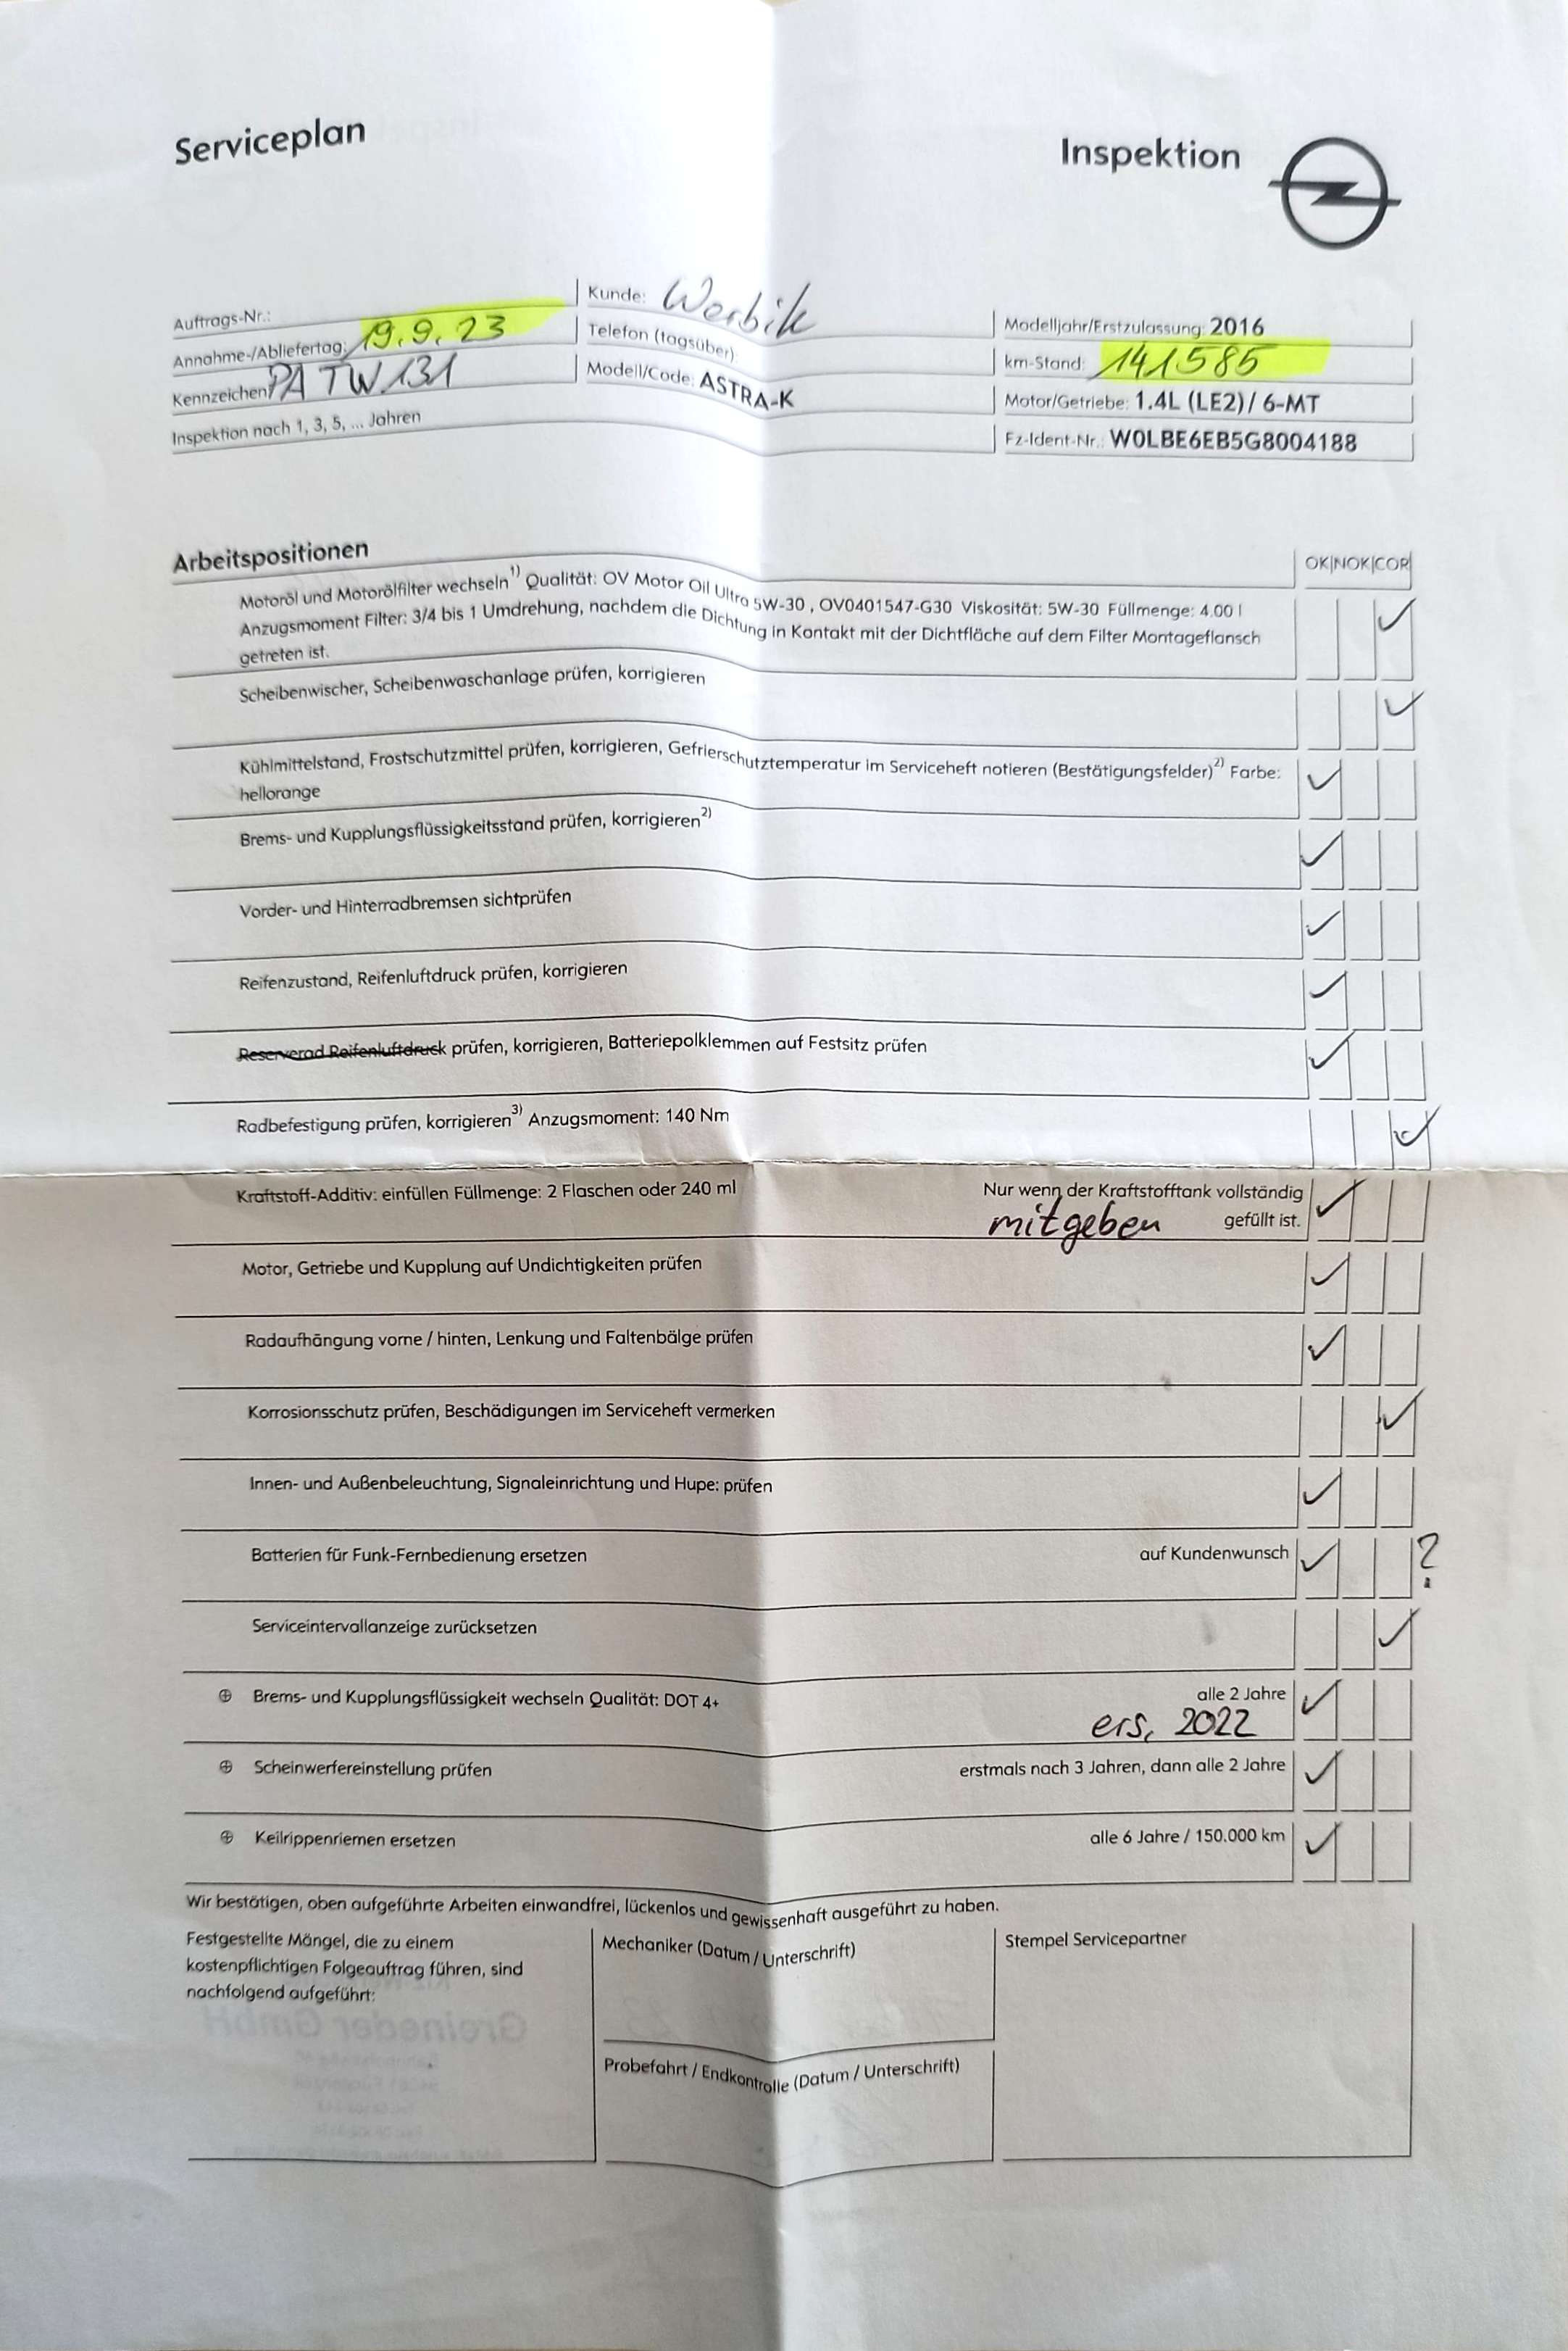 Serviceplan
Inspektion
Auftrags-Nr.:
Annahme-/Abliefertag: 19.9.23
Kennzeichen: PA TW 131
Inspektion nach 1, 3, 5, ... Jahren
Kunde: Werbik
Telefon (tagsüber):
Modell/Code: ASTRA-K
Modelljahr/Erstzulassung: 2016
km-Stand: 141585
Motor/Getriebe: 1.4L (LE2) / 6-MT
Fz-Ident-Nr.: W0LBE6EB5G8004188
Arbeitspositionen
OK|NOK|COR
Motoröl und Motorölfilter wechseln1) Qualität: OV Motor Oil Ultra 5W-30 , OV0401547-G30 Viskosität: 5W-30 Füllmenge: 4.00 l
Anzugsmoment Filter: 3/4 bis 1 Umdrehung, nachdem die Dichtung in Kontakt mit der Dichtfläche auf dem Filter Montageflansch
getreten ist.
Scheibenwischer, Scheibenwaschanlage prüfen, korrigieren
Kühlmittelstand, Frostschutzmittel prüfen, korrigieren, Gefrierschutztemperatur im Serviceheft notieren (Bestätigungsfelder)2) Farbe:
hellorange
Brems- und Kupplungsflüssigkeitsstand prüfen, korrigieren2)
Vorder- und Hinterradbremsen sichtprüfen
Reifenzustand, Reifenluftdruck prüfen, korrigieren
Reserverad Reifenluftdruck prüfen, korrigieren, Batteriepolklemmen auf Festsitz prüfen
Radbefestigung prüfen, korrigieren3) Anzugsmoment: 140 Nm
Kraftstoff-Additiv: einfüllen Füllmenge: 2 Flaschen oder 240 ml
Nur wenn der Kraftstofftank vollständig
mitgeben gefüllt ist.
Motor, Getriebe und Kupplung auf Undichtigkeiten prüfen
Radaufhängung vorne / hinten, Lenkung und Faltenbälge prüfen
Korrosionsschutz prüfen, Beschädigungen im Serviceheft vermerken
Innen- und Außenbeleuchtung, Signaleinrichtung und Hupe: prüfen
Batterien für Funk-Fernbedienung ersetzen auf Kundenwunsch ?
Serviceintervallanzeige zurücksetzen
⊕ Brems- und Kupplungsflüssigkeit wechseln Qualität: DOT 4+ alle 2 Jahre
ers. 2022
⊕ Scheinwerfereinstellung prüfen erstmals nach 3 Jahren, dann alle 2 Jahre
⊕ Keilrippenriemen ersetzen alle 6 Jahre / 150.000 km
Wir bestätigen, oben aufgeführte Arbeiten einwandfrei, lückenlos und gewissenhaft ausgeführt zu haben.
Festgestellte Mängel, die zu einem
kostenpflichtigen Folgeauftrag führen, sind
nachfolgend aufgeführt:
Mechaniker (Datum / Unterschrift)
Probefahrt / Endkontrolle (Datum / Unterschrift)
Stempel Servicepartner
Greineder GmbH